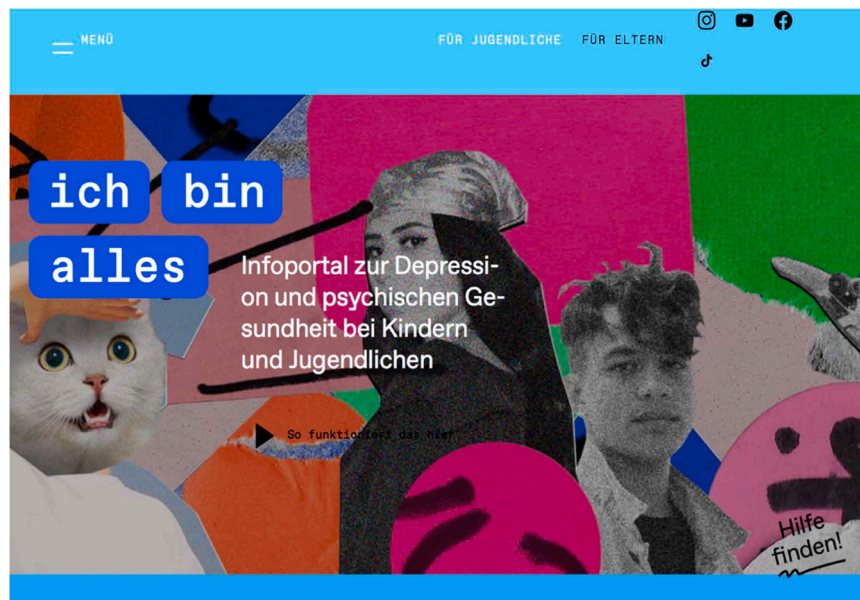 MENÜ
FÜR JUGENDLICHE FÜR ELTERN
ich bin
alles
Infoportal zur Depressi-
on und psychischen Ge-
sundheit bei Kindern
und Jugendlichen
So funktioniert das hier
Hilfe
finden!